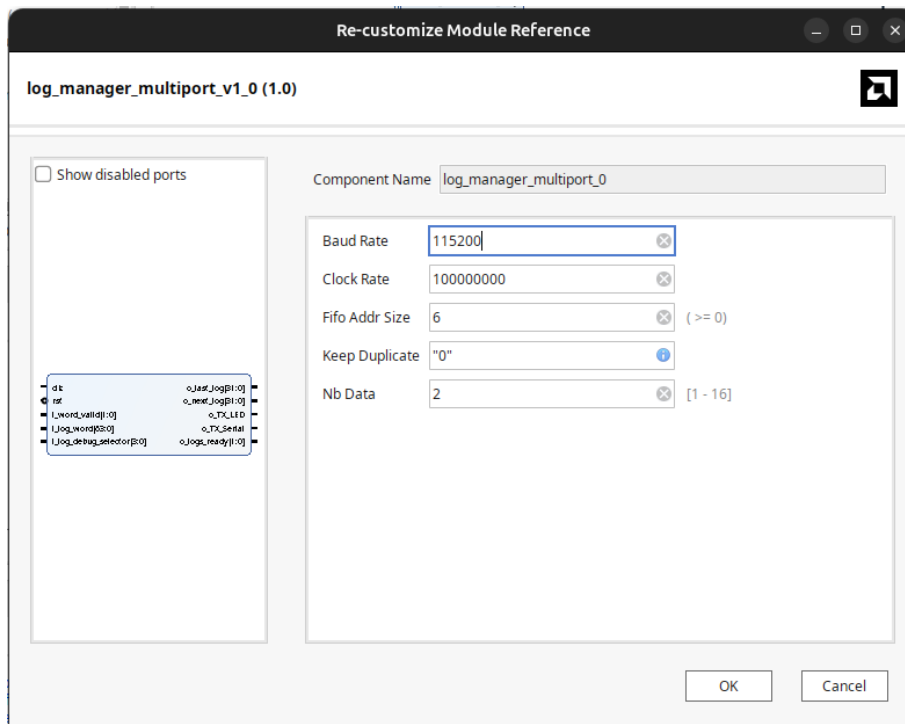 Re-customize Module Reference
log_manager_multiport_v1_0 (1.0)
Show disabled ports
Component Name log_manager_multiport_0
Baud Rate 115200
Clock Rate 100000000
Fifo Addr Size 6 ( >= 0)
Keep Duplicate "0"
Nb Data 2 [1 - 16]
clk o_last_log[31:0]
rst o_next_log[31:0]
i_word_valid[1:0] o_TX_LED
i_log_word[63:0] o_TX_Serial
i_log_debug_selector[3:0] o_logs_ready[1:0]
OK Cancel